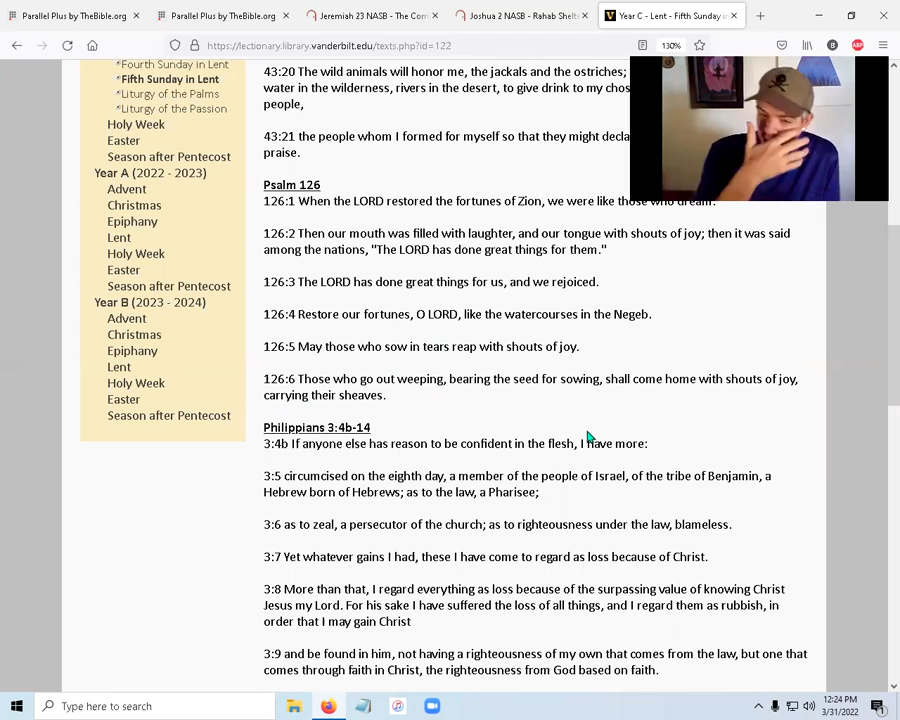 Parallel Plus by TheBible.org
Parallel Plus by TheBible.org
Jeremiah 23 NASB - The Com
Joshua 2 NASB - Rahab Shelte
Year C - Lent - Fifth Sunday in
https://lectionary.library.vanderbilt.edu/texts.php?id=122
130%
B
ABP
Fourth Sunday in Lent
Fifth Sunday in Lent
Liturgy of the Palms
Liturgy of the Passion
Holy Week
Easter
Season after Pentecost
Year A (2022 - 2023)
Advent
Christmas
Epiphany
Lent
Holy Week
Easter
Season after Pentecost
Year B (2023 - 2024)
Advent
Christmas
Epiphany
Lent
Holy Week
Easter
Season after Pentecost
43:20 The wild animals will honor me, the jackals and the ostriches;
water in the wilderness, rivers in the desert, to give drink to my chos
people,
43:21 the people whom I formed for myself so that they might decla
praise.
Psalm 126
126:1 When the LORD restored the fortunes of Zion, we were like those who dream.
126:2 Then our mouth was filled with laughter, and our tongue with shouts of joy; then it was said
among the nations, "The LORD has done great things for them."
126:3 The LORD has done great things for us, and we rejoiced.
126:4 Restore our fortunes, O LORD, like the watercourses in the Negeb.
126:5 May those who sow in tears reap with shouts of joy.
126:6 Those who go out weeping, bearing the seed for sowing, shall come home with shouts of joy,
carrying their sheaves.
Philippians 3:4b-14
3:4b If anyone else has reason to be confident in the flesh, I have more:
3:5 circumcised on the eighth day, a member of the people of Israel, of the tribe of Benjamin, a
Hebrew born of Hebrews; as to the law, a Pharisee;
3:6 as to zeal, a persecutor of the church; as to righteousness under the law, blameless.
3:7 Yet whatever gains I had, these I have come to regard as loss because of Christ.
3:8 More than that, I regard everything as loss because of the surpassing value of knowing Christ
Jesus my Lord. For his sake I have suffered the loss of all things, and I regard them as rubbish, in
order that I may gain Christ
3:9 and be found in him, not having a righteousness of my own that comes from the law, but one that
comes through faith in Christ, the righteousness from God based on faith.
Type here to search
12:24 PM
3/31/2022